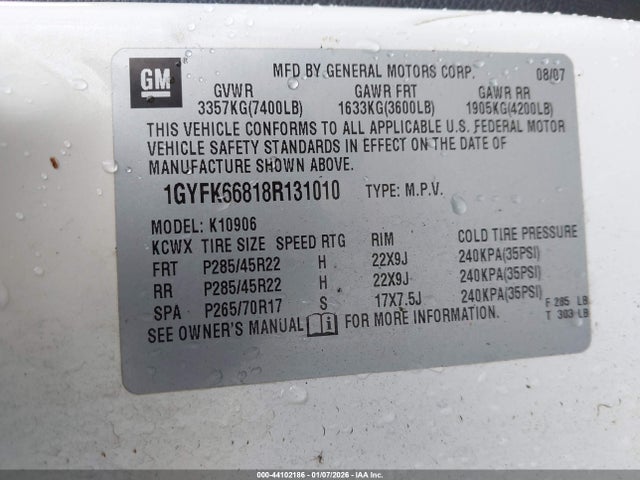 GM
MFD BY GENERAL MOTORS CORP. 08/07
GVWR GAWR FRT GAWR RR
3357KG(7400LB) 1633KG(3600LB) 1905KG(4200LB)
THIS VEHICLE CONFORMS TO ALL APPLICABLE U.S. FEDERAL MOTOR
VEHICLE SAFETY STANDARDS IN EFFECT ON THE DATE OF
MANUFACTURE SHOWN ABOVE.
1GYFK66818R131010 TYPE: M.P.V.
MODEL: K10906
KCWX TIRE SIZE SPEED RTG RIM COLD TIRE PRESSURE
FRT P285/45R22 H 22X9J 240KPA(35PSI)
RR P285/45R22 H 22X9J 240KPA(35PSI)
SPA P265/70R17 S 17X7.5J 240KPA(35PSI)
F 285 LB
T 303 LB
SEE OWNER'S MANUAL FOR MORE INFORMATION.
000-44102186 - 01/07/2026 - IAAI.COM